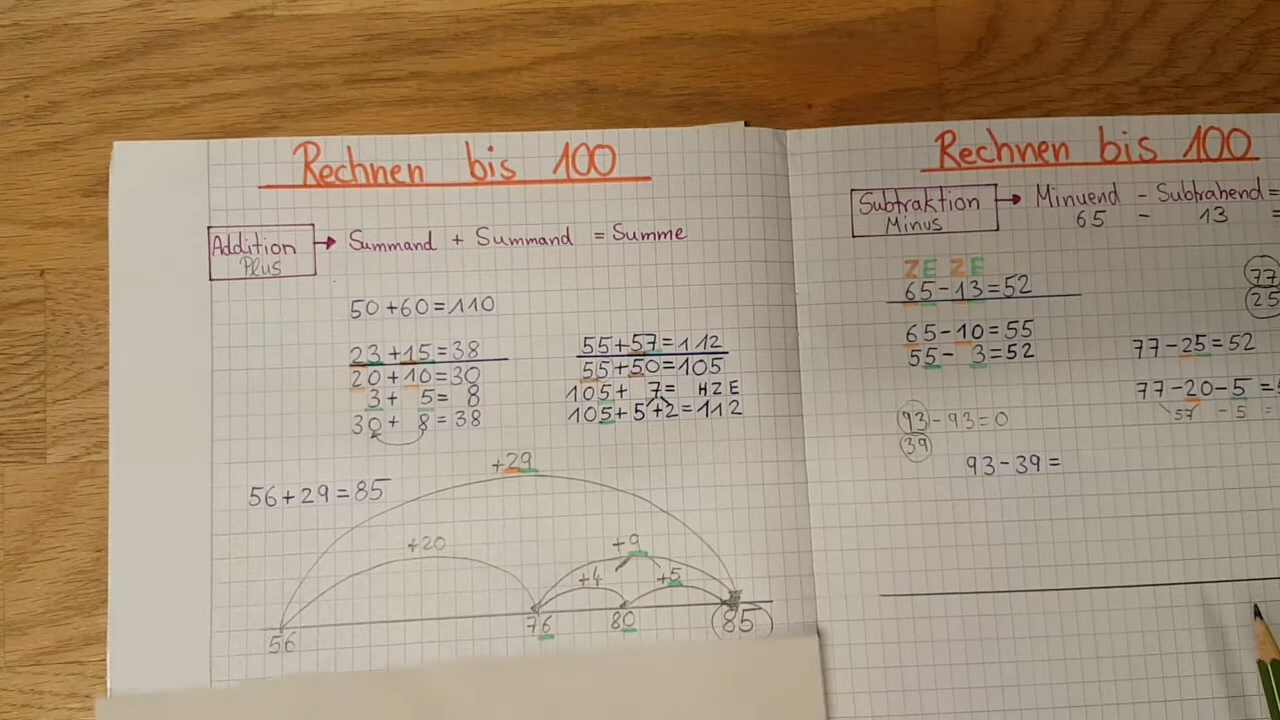 Rechnen bis 100
Addition
Plus
Summand + Summand = Summe
50+60=110
23+15=38
20+10=30
3+ 5= 8
30+ 8=38
55+57=112
55+50=105
105+ 7= HZE
105+5+2=112
56+29=85
+29
+20
+9
+4
+5
56
76
80
85
Rechnen bis 100
Subtraktion
Minus
Minuend - Subtrahend =
65 - 13 =
ZE ZE
65-13=52
65-10=55
55- 3=52
93-93=0
39
93-39=
77
25
77-25=52
77-20-5 =
57 -5 =